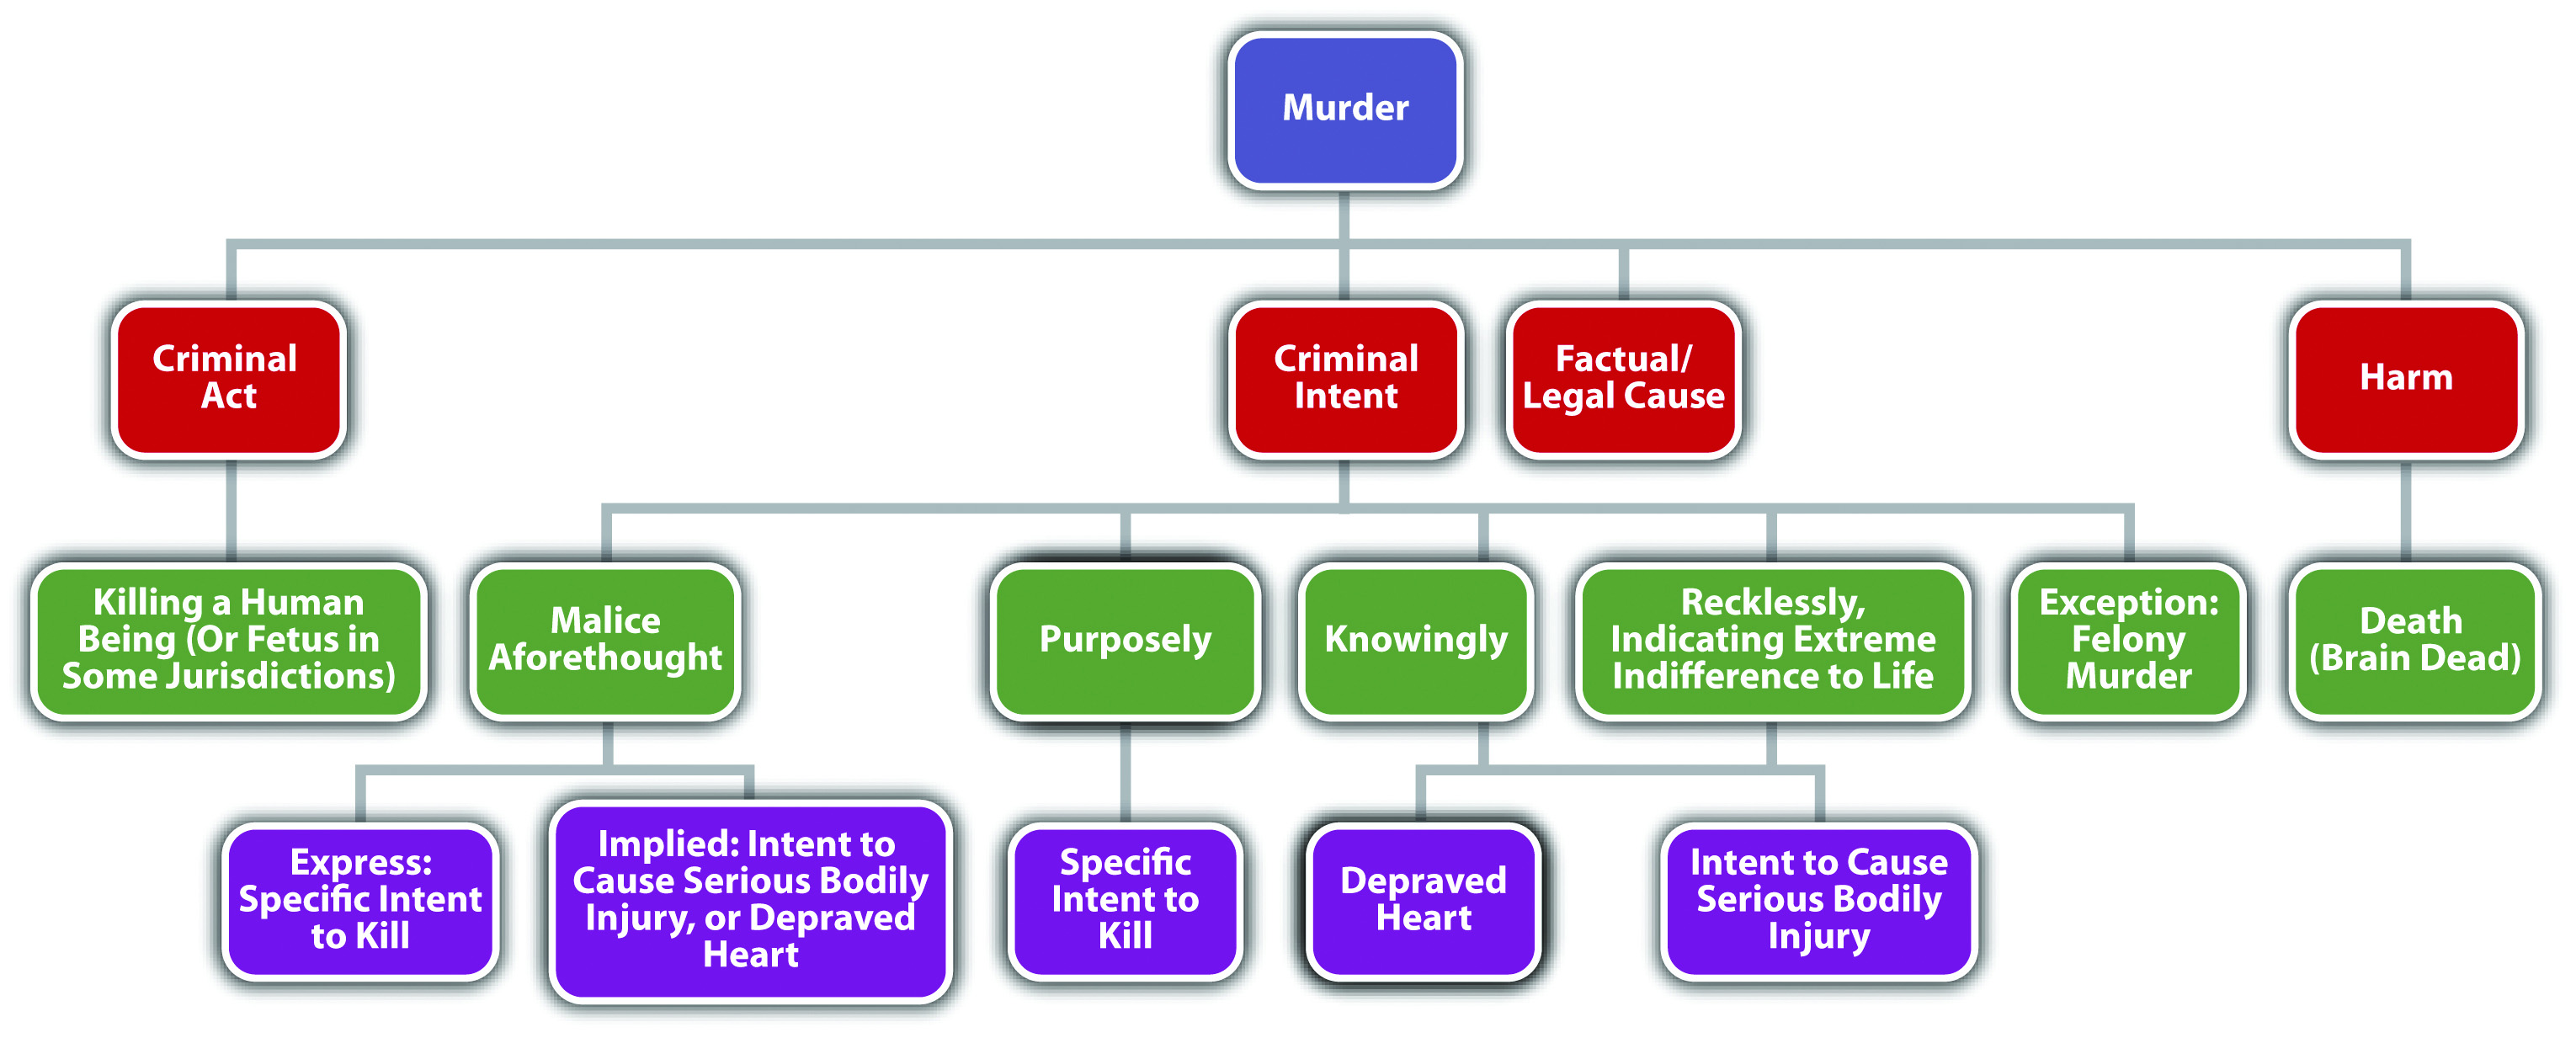 Murder
Criminal
Act
Criminal
Intent
Factual/
Legal Cause
Harm
Killing a Human
Being (Or Fetus in
Some Jurisdictions)
Malice
Aforethought
Purposely
Knowingly
Recklessly,
Indicating Extreme
Indifference to Life
Exception:
Felony
Murder
Death
(Brain Dead)
Express:
Specific Intent
to Kill
Implied: Intent to
Cause Serious Bodily
Injury, or Depraved
Heart
Specific
Intent to
Kill
Depraved
Heart
Intent to Cause
Serious Bodily
Injury